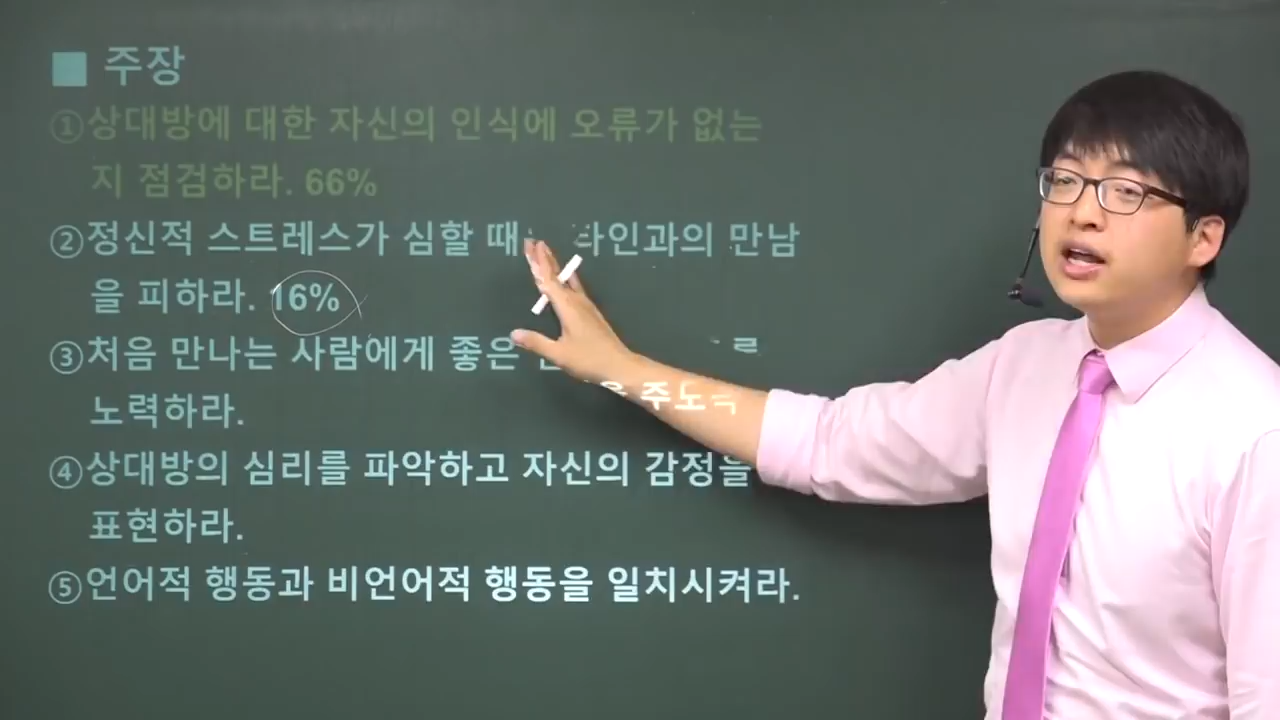 ■ 주장
①상대방에 대한 자신의 인식에 오류가 없는
지 점검하라. 66%
②정신적 스트레스가 심할 만남
을 피하라. 16%
③처음 만나는 사람에게 좋은
노력하라.
④상대방의 심리를 파악하고 자신의 감정을
표현하라.
⑤언어적 행동과 비언어적 행동을 일치시켜라.